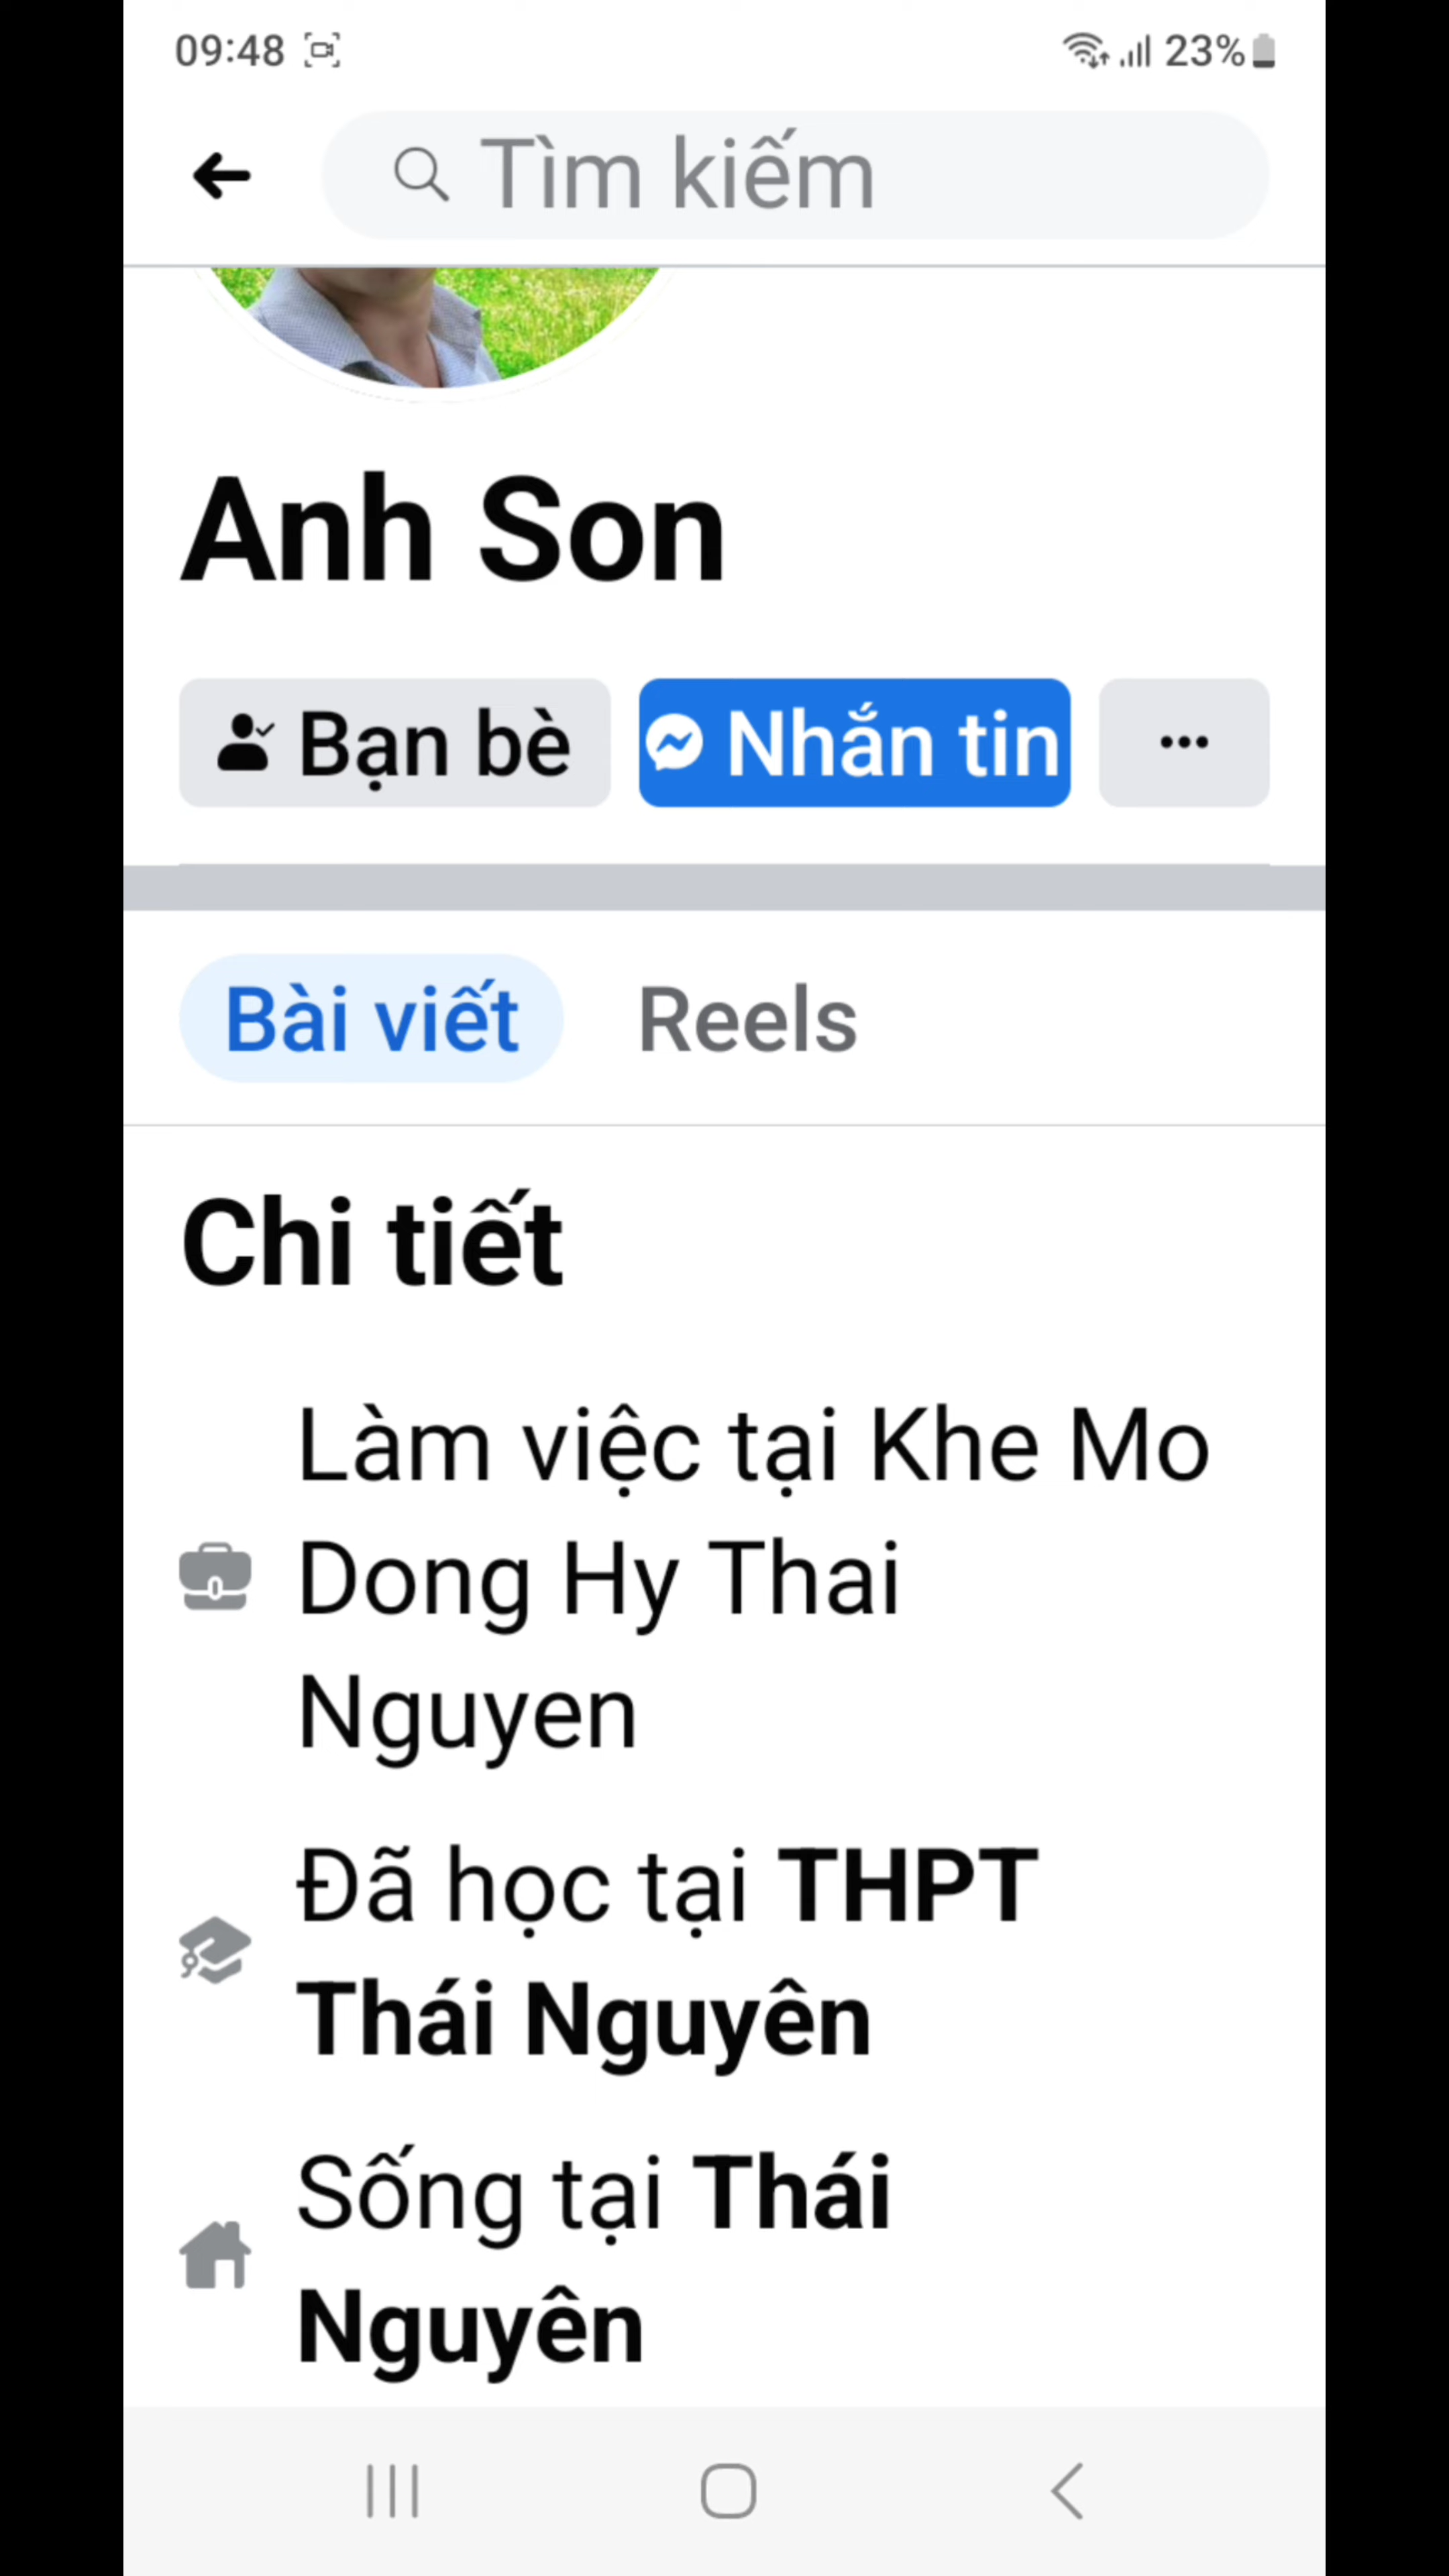 09:48
23%
Tìm kiếm
Anh Son
Bạn bè
Nhắn tin
Bài viết
Reels
Chi tiết
Làm việc tại Khe Mo
Dong Hy Thai
Nguyen
Đã học tại THPT
Thái Nguyên
Sống tại Thái
Nguyên